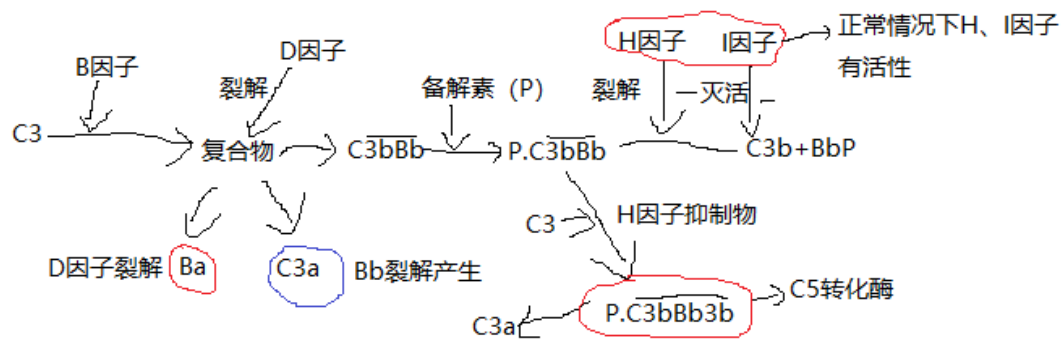 B因子
D因子
H因子 I因子
正常情况下H、I因子
有活性
裂解
备解素（P）
裂解
灭活
C3
复合物
C3bBb
P.C3bBb
C3b+BbP
C3
H因子抑制物
D因子裂解
Ba
C3a
Bb裂解产生
C3a
P.C3bBb3b
C5转化酶